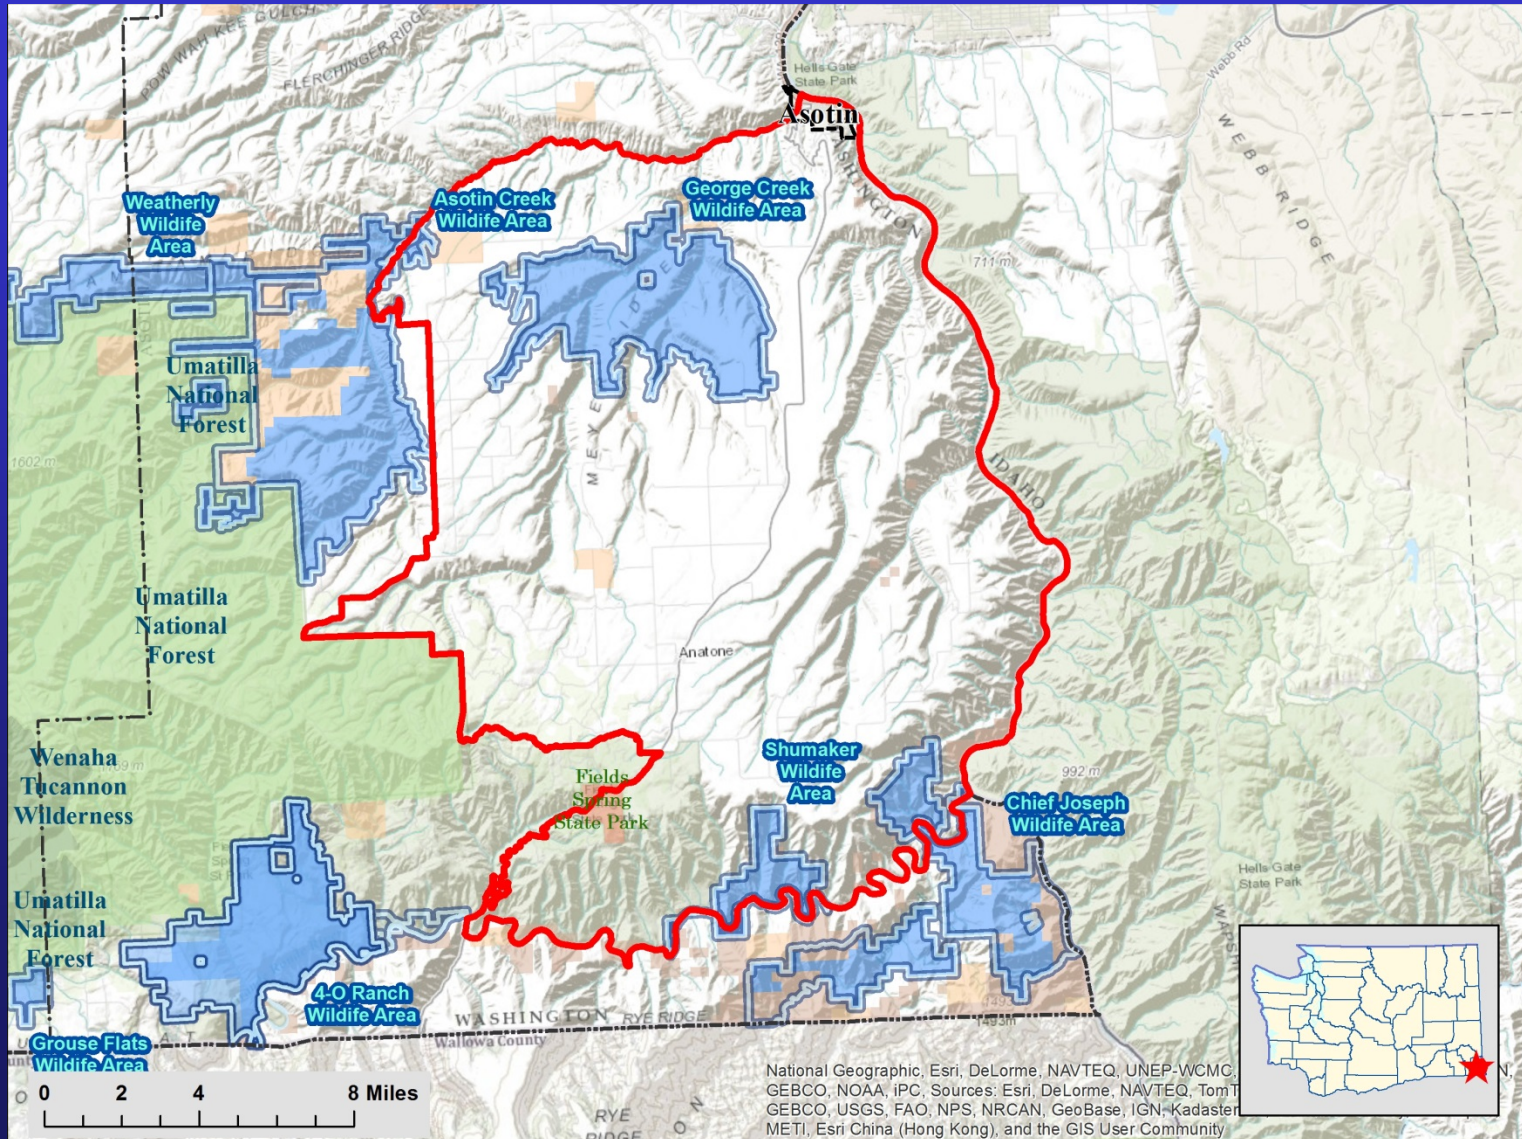 POW WAH KEE GULCH
FLERCHINGER RIDGE
Webb Rd
Hells Gate
State Park
Asotin
WASHINGTON
WEBB RIDGE
Weatherly
Wildlife
Area
Asotin Creek
Wildlife Area
George Creek
Wildlife Area
711 m
Umatilla
National
Forest
1602 m
IDAHO
Umatilla
National
Forest
Anatone
Wenaha
Tucannon
Wilderness
Fields
Spring
State Park
Shumaker
Wildlife
Area
992 m
Chief Joseph
Wildlife Area
Hells Gate
State Park
Umatilla
National
Forest
4-O Ranch
Wildlife Area
WASHINGTON
RYE RIDGE
Wallowa County
1493m
Grouse Flats
Wildlife Area
0 2 4 8 Miles
RYE
RIDGE
National Geographic, Esri, DeLorme, NAVTEQ, UNEP-WCMC,
GEBCO, NOAA, iPC, Sources: Esri, DeLorme, NAVTEQ, TomT
GEBCO, USGS, FAO, NPS, NRCAN, GeoBase, IGN, Kadaster
METI, Esri China (Hong Kong), and the GIS User Community